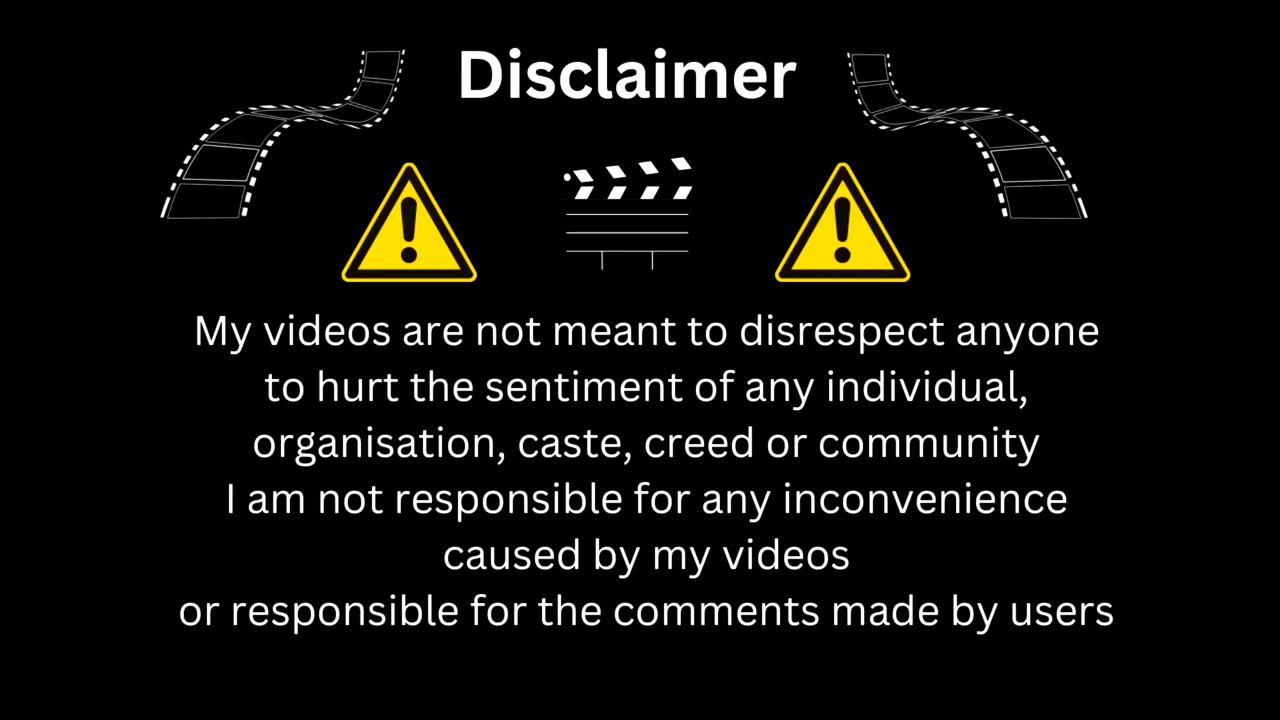 Disclaimer
My videos are not meant to disrespect anyone
to hurt the sentiment of any individual,
organisation, caste, creed or community
I am not responsible for any inconvenience
caused by my videos
or responsible for the comments made by users